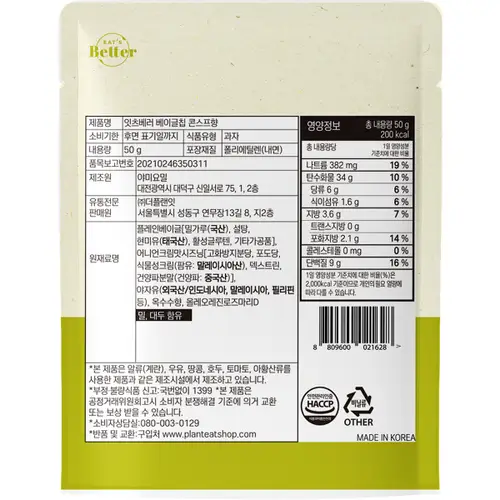 EAT'S
Better
제품명 잇츠베러 베이글칩 콘스프향
소비기한 후면 표기일까지 식품유형 과자
내용량 50 g 포장재질 폴리에틸렌(내면)
품목보고번호 20210246350311
제조원 야미요밀
대전광역시 대덕구 신일서로 75, 1, 2층
유통전문판매원 ㈜더플랜잇
서울특별시 성동구 연무장13길 8, 지2층
원재료명 플레인베이글[밀가루(국산), 설탕,
현미유(태국산), 활성글루텐, 기타가공품],
어니언크림맛시즈닝[고화방지분당, 포도당,
식물성크림(팜유: 말레이시아산), 덱스트린,
건양파분말(건양파: 중국산)],
야자유(외국산/인도네시아, 말레이시아, 필리핀
등), 옥수수향, 올레오레진로즈마리D
밀, 대두 함유
영양정보 총 내용량 50 g
200 kcal
총 내용량당 1일 영양성분 기준치에 대한 비율
나트륨 382 mg 19 %
탄수화물 34 g 10 %
당류 6 g 6 %
식이섬유 1.6 g 6 %
지방 3.6 g 7 %
트랜스지방 0 g
포화지방 2.1 g 14 %
콜레스테롤 0 mg 0 %
단백질 9 g 16 %
1일 영양성분 기준치에 대한 비율(%)은
2,000kcal 기준이므로 개인의 필요 열량에
따라 다를 수 있습니다.
8 809600 021628
*본 제품은 알류(계란), 우유, 땅콩, 호두, 토마토, 아황산류를
사용한 제품과 같은 제조시설에서 제조하고 있습니다.
*부정·불량식품 신고:국번없이 1399 *본 제품은
공정거래위원회고시 소비자 분쟁해결 기준에 의거 교환
또는 보상 받을 수 있습니다.
*소비자상담실: 080-003-0129
*반품 및 교환:구입처 www.planteatshop.com
안전관리인증
HACCP
식품의약품안전처
비닐류
OTHER
MADE IN KOREA